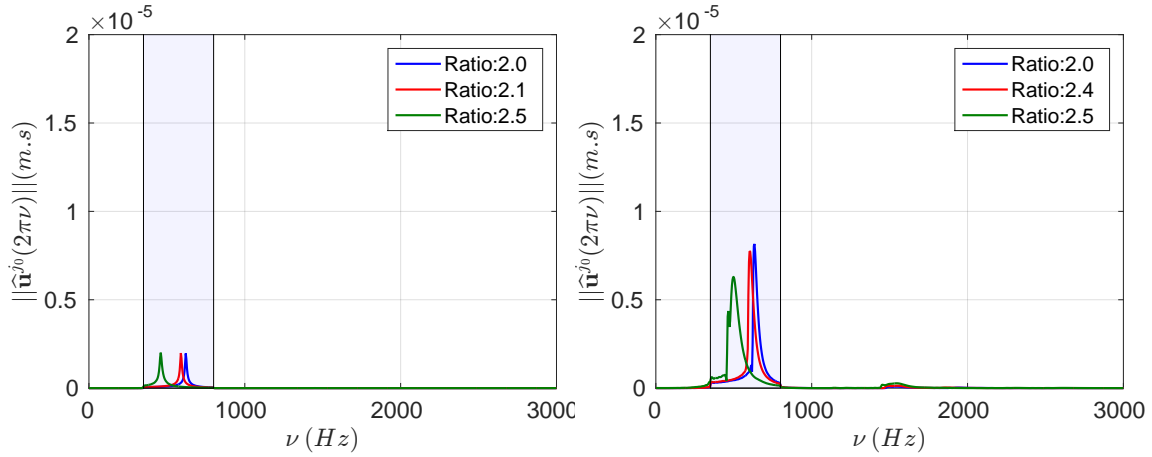 ×10⁻⁵
2
1.5
1
0.5
0
0
1000
2000
3000
||û^{j₀}(2πν)||(m.s)
ν (Hz)
Ratio:2.0
Ratio:2.1
Ratio:2.5
×10⁻⁵
2
1.5
1
0.5
0
0
1000
2000
3000
||û^{j₀}(2πν)||(m.s)
ν (Hz)
Ratio:2.0
Ratio:2.4
Ratio:2.5